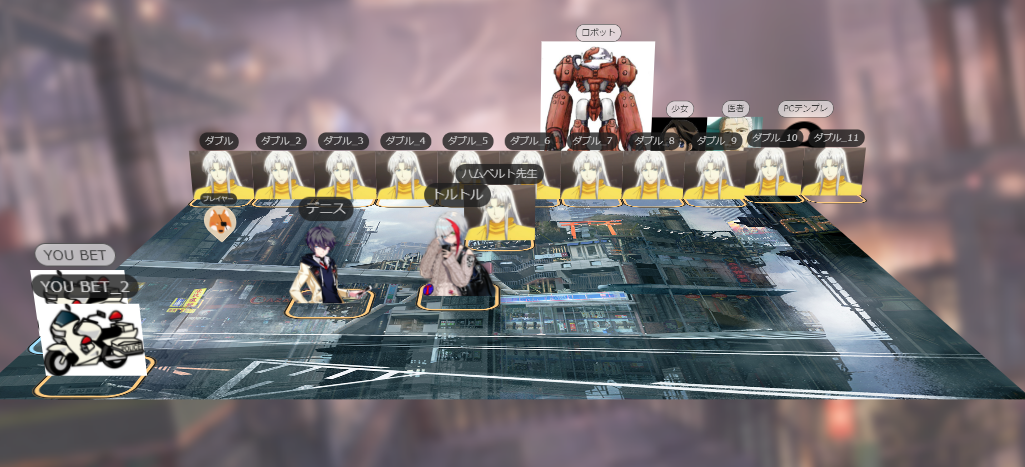 ロボット
少女
医者
PCテンプレ
ダブル
ダブル_2
ダブル_3
ダブル_4
ダブル_5
ダブル_6
ダブル_7
ダブル_8
ダブル_9
ダブル_10
ダブル_11
ハムベルト先生
トルトル
プレイヤー
テニス
YOU BET
YOU BET_2
POLICE